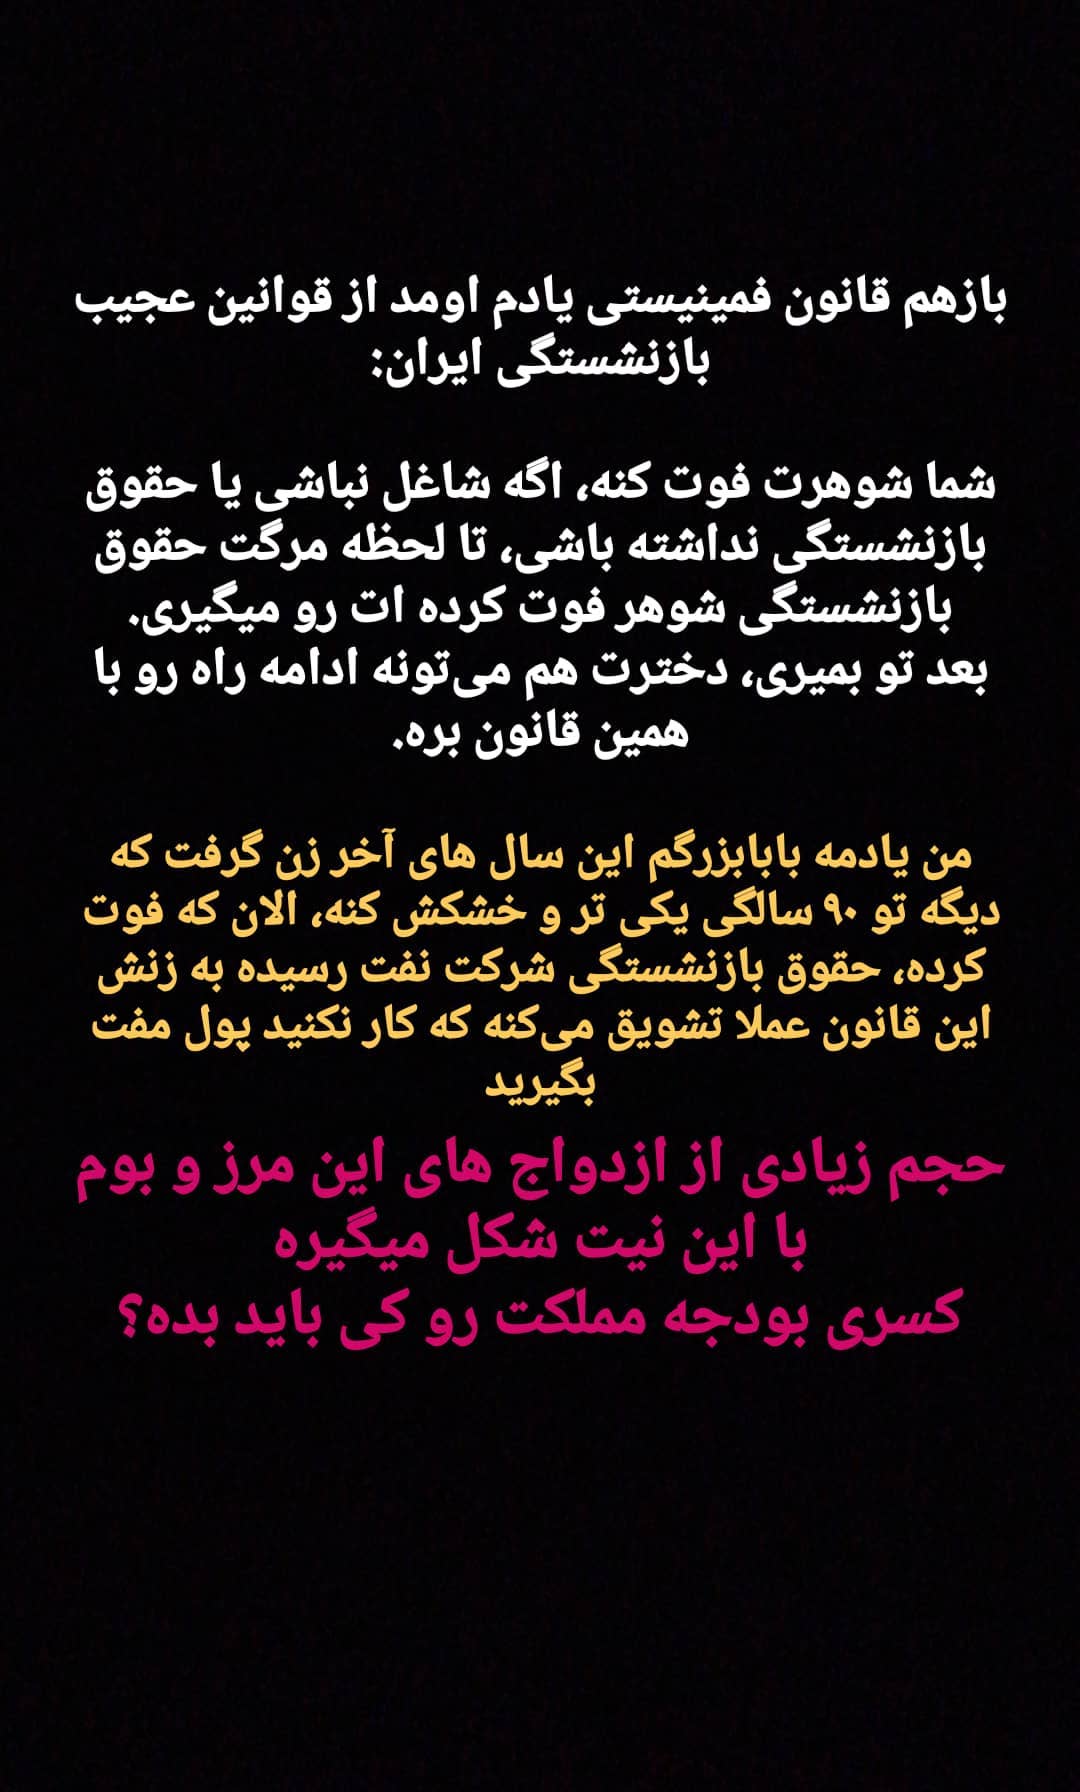 بازهم قانون فمینیستی یادم اومد از قوانین عجیب
بازنشستگی ایران:
شما شوهرت فوت کنه، اگه شاغل نباشی یا حقوق
بازنشستگی نداشته باشی، تا لحظه مرگت حقوق
بازنشستگی شوهر فوت کرده ات رو میگیری.
بعد تو بمیری، دخترت هم می‌تونه ادامه راه رو با
همین قانون بره.
من یادمه بابابزرگم این سال های آخر زن گرفت که
دیگه تو ۹۰ سالگی یکی تر و خشکش کنه، الان که فوت
کرده، حقوق بازنشستگی شرکت نفت رسیده به زنش
این قانون عملا تشویق می‌کنه که کار نکنید پول مفت
بگیرید
حجم زیادی از ازدواج های این مرز و بوم
با این نیت شکل میگیره
کسری بودجه مملکت رو کی باید بده؟